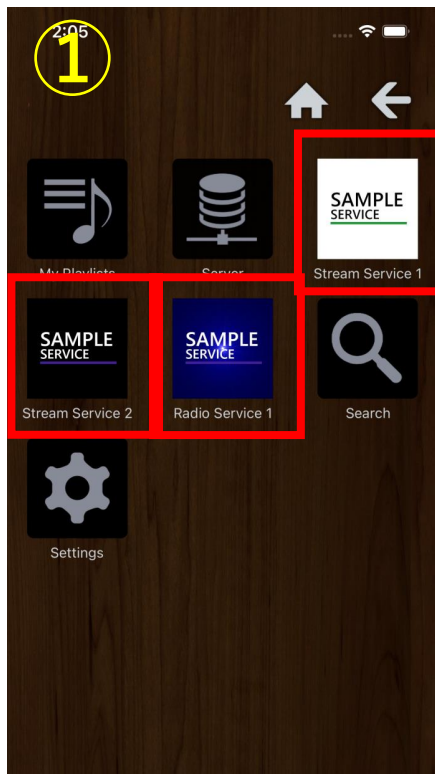 2:05
①
My Playlists
Server
SAMPLE
SERVICE
Stream Service 1
SAMPLE
SERVICE
Stream Service 2
SAMPLE
SERVICE
Radio Service 1
Search
Settings